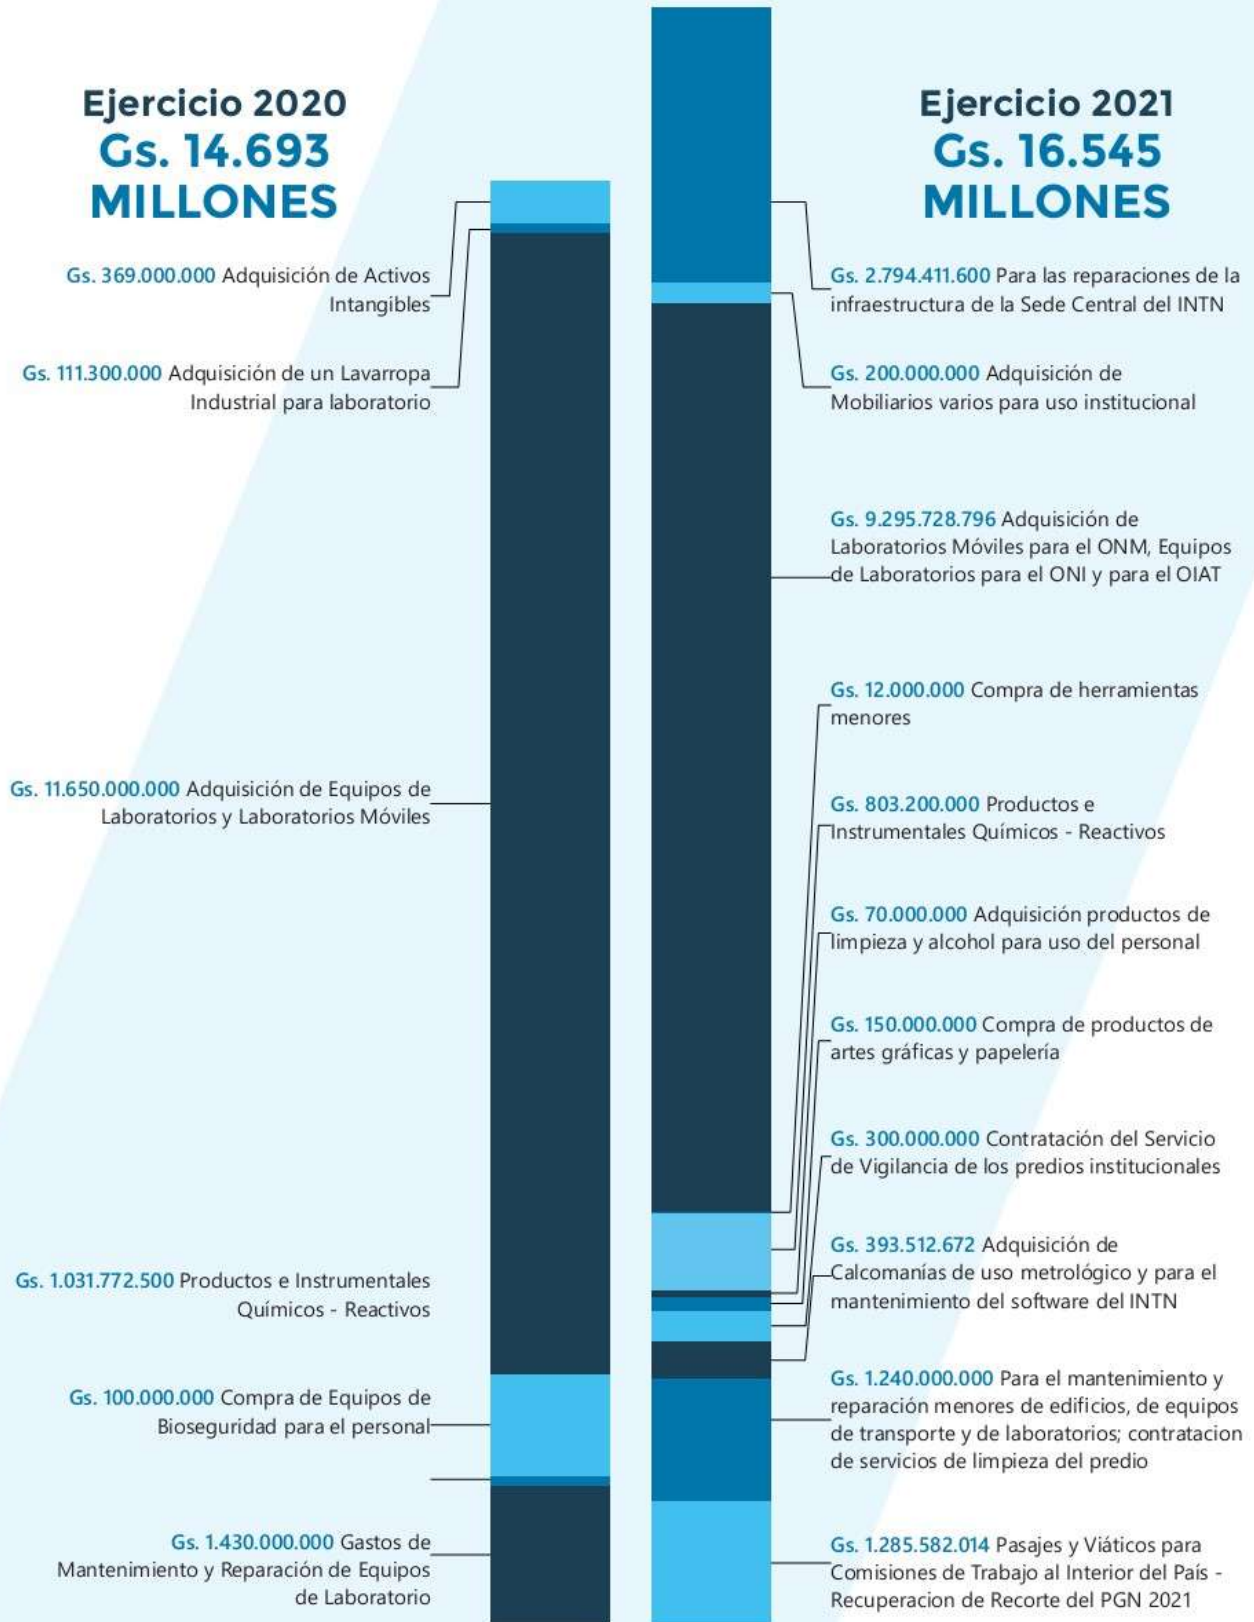 Ejercicio 2020
Gs. 14.693
MILLONES
Gs. 369.000.000 Adquisición de Activos
Intangibles
Gs. 111.300.000 Adquisición de un Lavarropa
Industrial para laboratorio
Gs. 11.650.000.000 Adquisición de Equipos de
Laboratorios y Laboratorios Móviles
Gs. 1.031.772.500 Productos e Instrumentales
Químicos - Reactivos
Gs. 100.000.000 Compra de Equipos de
Bioseguridad para el personal
Gs. 1.430.000.000 Gastos de
Mantenimiento y Reparación de Equipos
de Laboratorio
Ejercicio 2021
Gs. 16.545
MILLONES
Gs. 2.794.411.600 Para las reparaciones de la
infraestructura de la Sede Central del INTN
Gs. 200.000.000 Adquisición de
Mobiliarios varios para uso institucional
Gs. 9.295.728.796 Adquisición de
Laboratorios Móviles para el ONM, Equipos
de Laboratorios para el ONI y para el OIAT
Gs. 12.000.000 Compra de herramientas
menores
Gs. 803.200.000 Productos e
Instrumentales Químicos - Reactivos
Gs. 70.000.000 Adquisición productos de
limpieza y alcohol para uso del personal
Gs. 150.000.000 Compra de productos de
artes gráficas y papelería
Gs. 300.000.000 Contratación del Servicio
de Vigilancia de los predios institucionales
Gs. 393.512.672 Adquisición de
Calcomanías de uso metrológico y para el
mantenimiento del software del INTN
Gs. 1.240.000.000 Para el mantenimiento y
reparación menores de edificios, de equipos
de transporte y de laboratorios; contratacion
de servicios de limpieza del predio
Gs. 1.285.582.014 Pasajes y Viáticos para
Comisiones de Trabajo al Interior del País -
Recuperacion de Recorte del PGN 2021